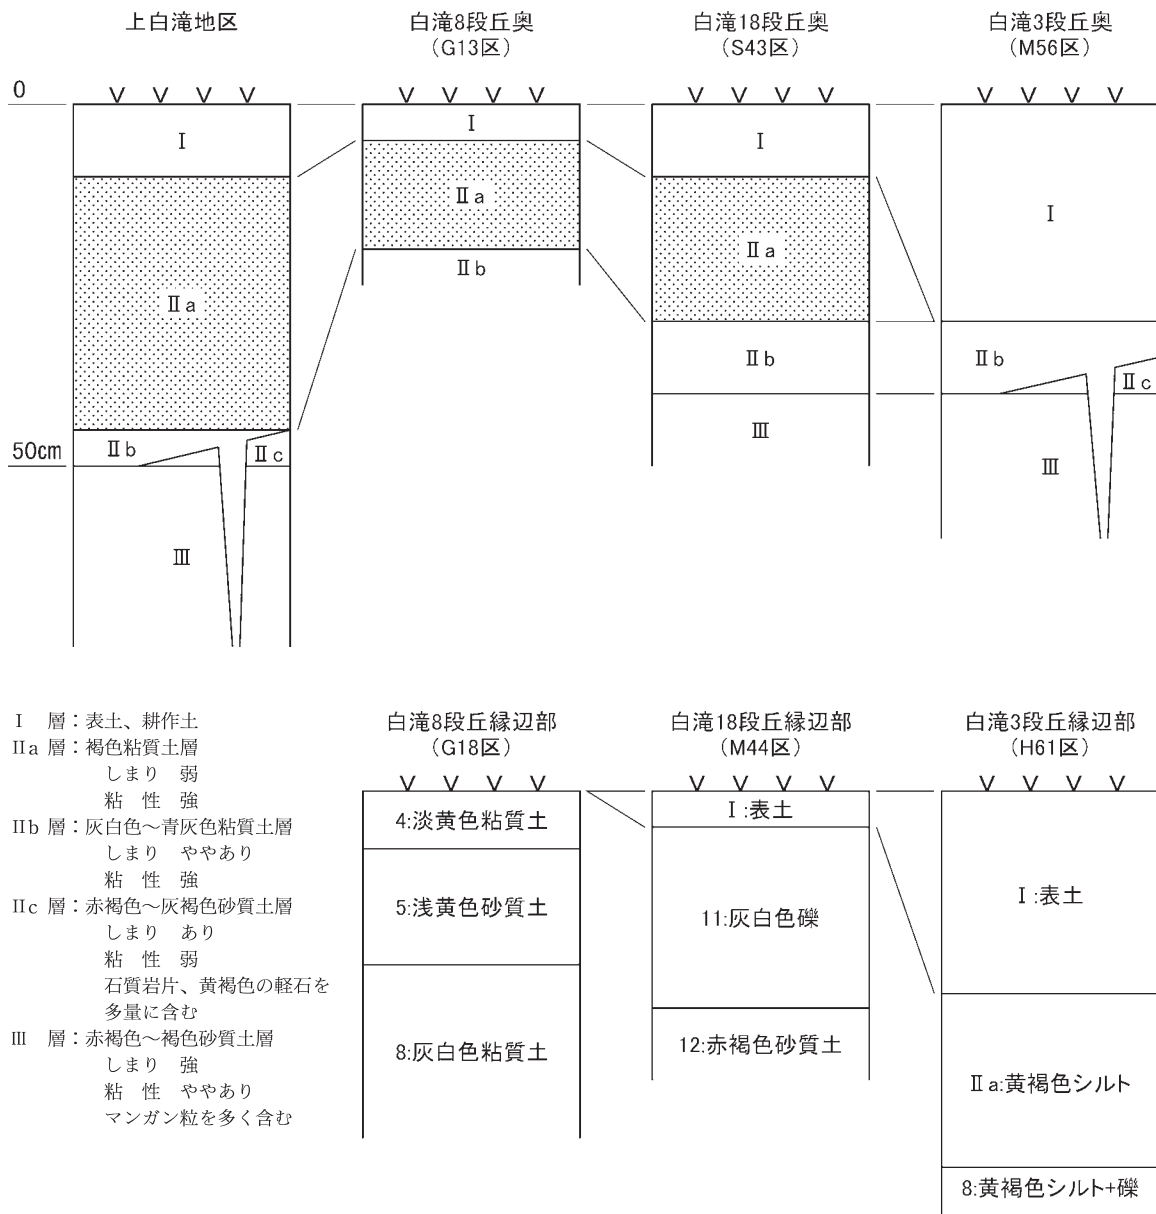 上白滝地区
白滝8段丘奥
(G13区)
白滝18段丘奥
(S43区)
白滝3段丘奥
(M56区)
0
50cm
Ⅰ
Ⅱa
Ⅱb
Ⅱc
Ⅲ
Ⅰ
Ⅱa
Ⅱb
Ⅰ
Ⅱa
Ⅱb
Ⅲ
Ⅰ
Ⅱb
Ⅱc
Ⅲ
Ⅰ 層：表土、耕作土
Ⅱa 層：褐色粘質土層
しまり 弱
粘 性 強
Ⅱb 層：灰白色～青灰色粘質土層
しまり ややあり
粘 性 強
Ⅱc 層：赤褐色～灰褐色砂質土層
しまり あり
粘 性 弱
石質岩片、黄褐色の軽石を
多量に含む
Ⅲ 層：赤褐色～褐色砂質土層
しまり 強
粘 性 ややあり
マンガン粒を多く含む
白滝8段丘縁辺部
(G18区)
4:淡黄色粘質土
5:浅黄色砂質土
8:灰白色粘質土
白滝18段丘縁辺部
(M44区)
Ⅰ:表土
11:灰白色礫
12:赤褐色砂質土
白滝3段丘縁辺部
(H61区)
Ⅰ:表土
Ⅱa:黄褐色シルト
8:黄褐色シルト+礫